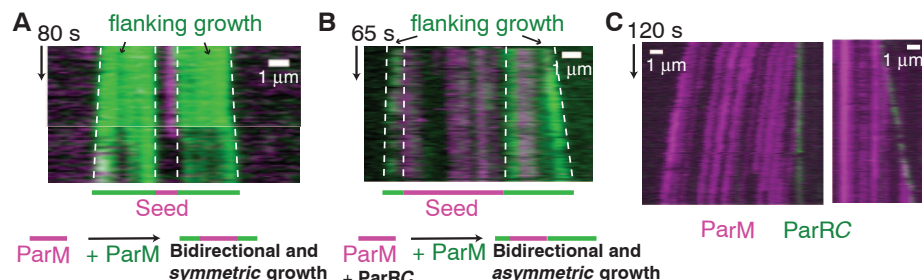 A
80 s
flanking growth
1 µm
Seed
ParM
+ ParM
Bidirectional and
symmetric growth
B
65 s
flanking growth
1 µm
Seed
ParM
+ ParRC
+ ParM
Bidirectional and
asymmetric growth
C
120 s
1 µm
1 µm
ParM
ParRC